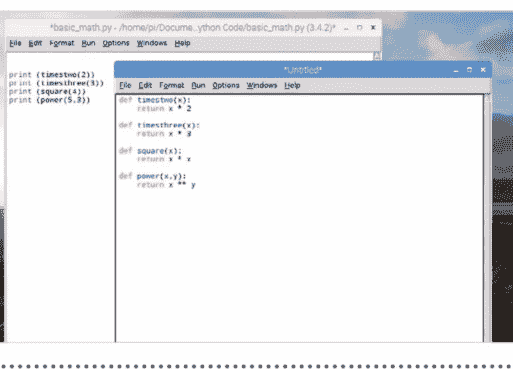 *basic_math.py - /home/pi/Docume...ython Code/basic_math.py (3.4.2)*
File Edit Format Run Options Windows Help
print (timestwo(2))
print (timesthree(3))
print (square(4))
print (power(5,3))
*Untitled*
File Edit Format Run Options Windows Help
def timestwo(x):
return x * 2
def timesthree(x):
return x * 3
def square(x):
return x * x
def power(x,y):
return x ** y